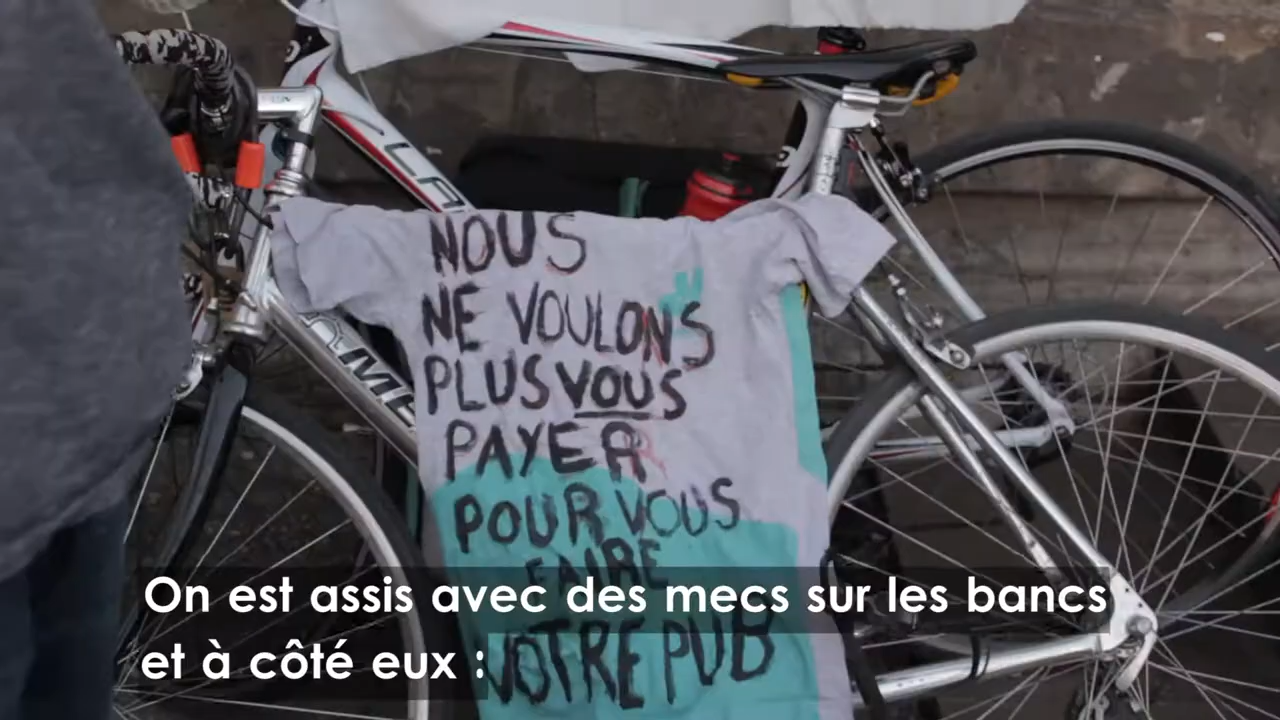 NOUS
NE VOULONS
PLUS VOUS
PAYER
POUR VOUS
FAIRE
VOTRE PUB
On est assis avec des mecs sur les bancs
et à côté eux :